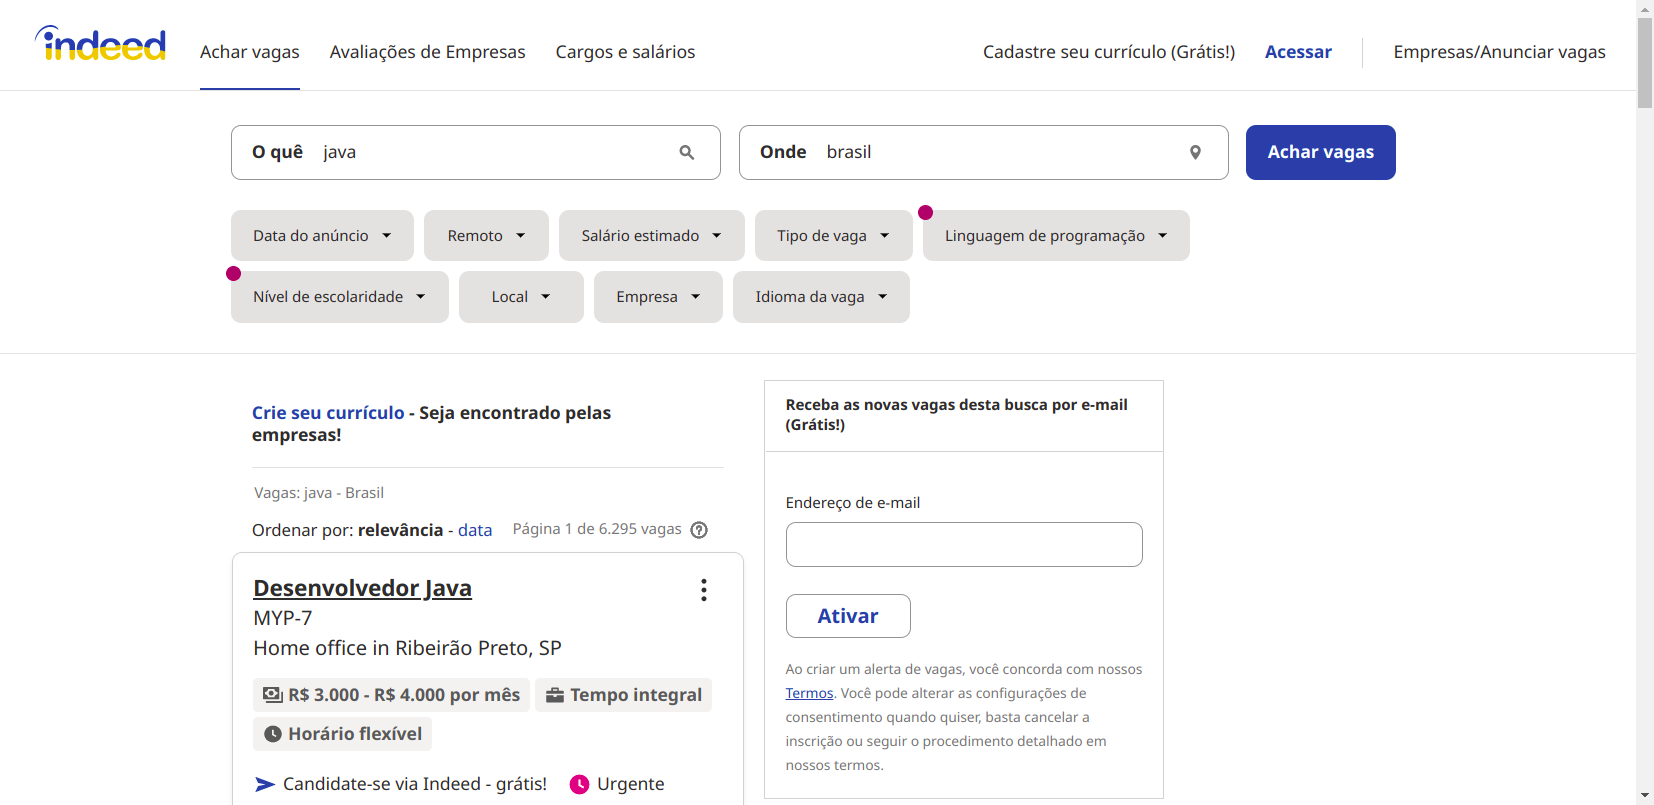 indeed
Achar vagas
Avaliações de Empresas
Cargos e salários
Cadastre seu currículo (Grátis!)
Acessar
Empresas/Anunciar vagas
O quê java
Onde brasil
Achar vagas
Data do anúncio
Remoto
Salário estimado
Tipo de vaga
Linguagem de programação
Nível de escolaridade
Local
Empresa
Idioma da vaga
Crie seu currículo - Seja encontrado pelas
empresas!
Vagas: java - Brasil
Ordenar por: relevância - data
Página 1 de 6.295 vagas
Desenvolvedor Java
MYP-7
Home office in Ribeirão Preto, SP
R$ 3.000 - R$ 4.000 por mês
Tempo integral
Horário flexível
Candidate-se via Indeed - grátis!
Urgente
Receba as novas vagas desta busca por e-mail
(Grátis!)
Endereço de e-mail
Ativar
Ao criar um alerta de vagas, você concorda com nossos
Termos. Você pode alterar as configurações de
consentimento quando quiser, basta cancelar a
inscrição ou seguir o procedimento detalhado em
nossos termos.